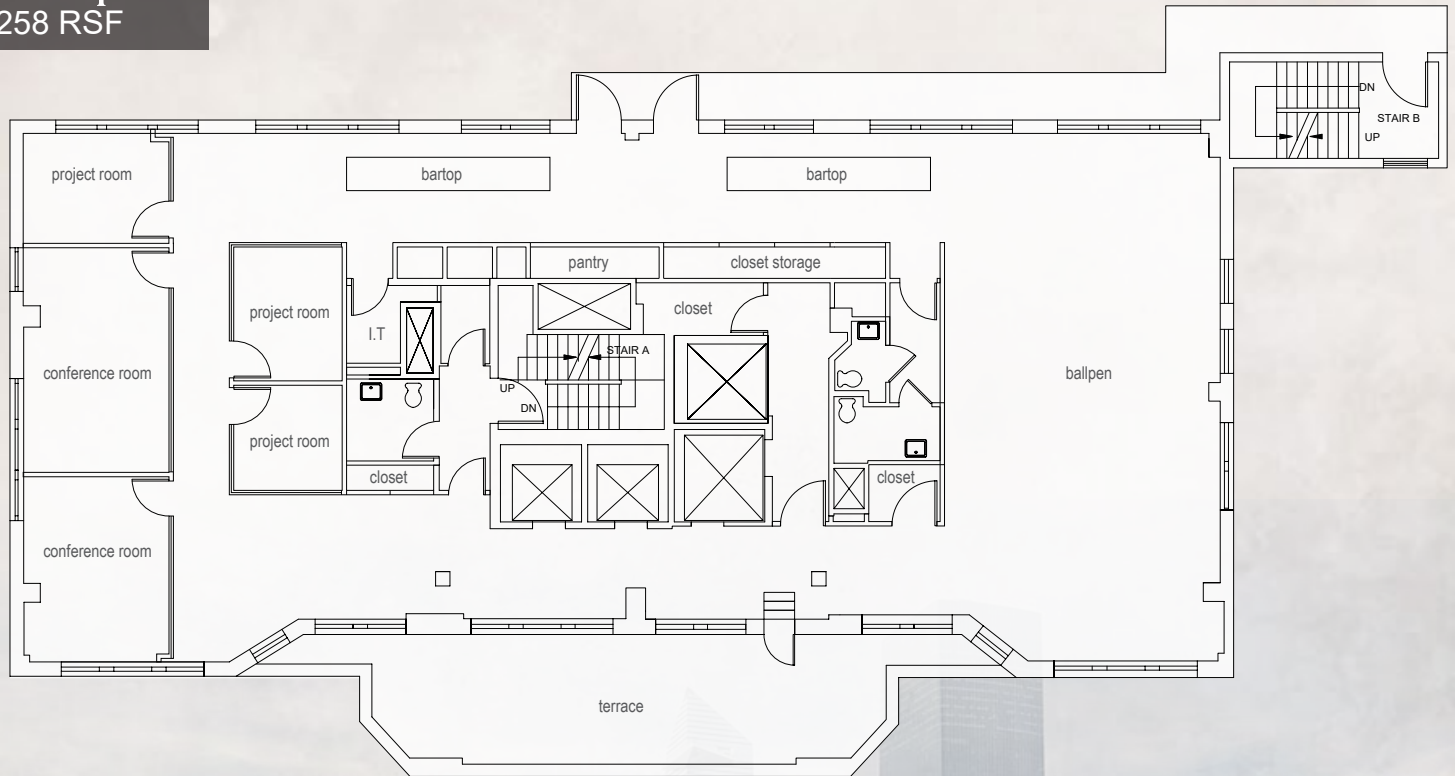 258 RSF
DN
STAIR B
UP
project room
bartop
bartop
pantry
closet storage
project room
closet
I.T
STAIR A
conference room
ballpen
UP
DN
project room
closet
closet
conference room
terrace